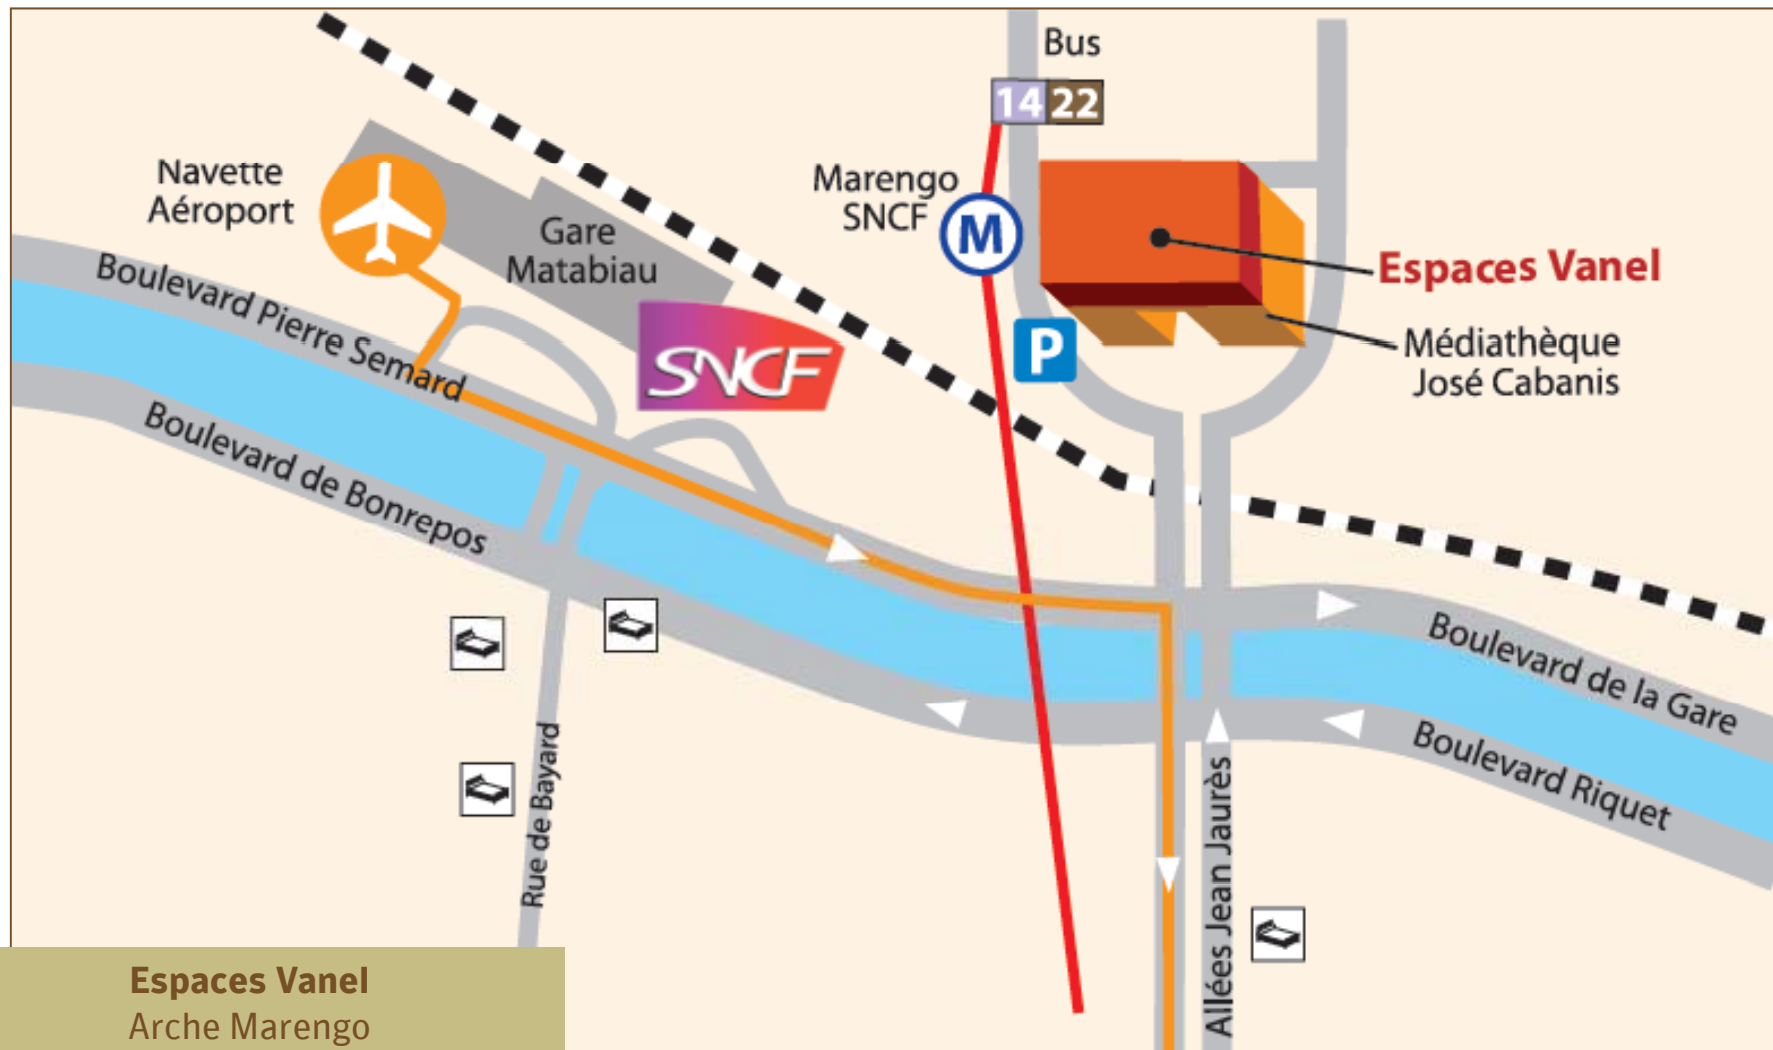 Bus
14 22
Navette
Aéroport
Marengo
SNCF
M
Gare
Matabiau
Espaces Vanel
Boulevard Pierre Semard
SNCF
P
Médiathèque
José Cabanis
Boulevard de Bonrepos
Boulevard de la Gare
Boulevard Riquet
Rue de Bayard
Allées Jean Jaurès
Espaces Vanel
Arche Marengo